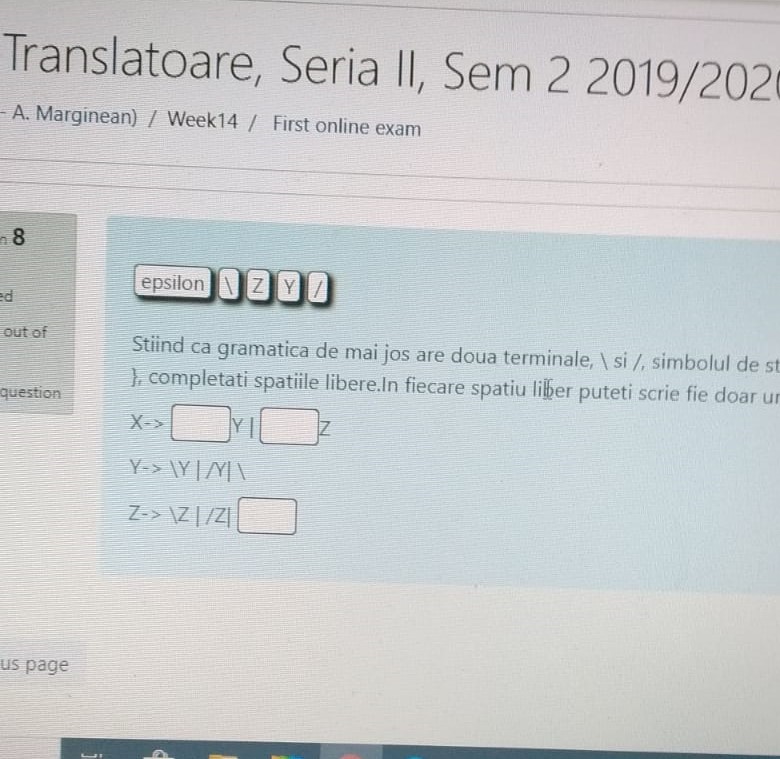 Translatoare, Seria II, Sem 2 2019/202
- A. Marginean) / Week14 / First online exam
8
ed
out of
question
epsilon \ Z Y /
Stiind ca gramatica de mai jos are doua terminale, \ si /, simbolul de st
}, completati spatiile libere.In fiecare spatiu liber puteti scrie fie doar ur
X-> Y | Z
Y-> \Y | /Y| \
Z-> \Z | /Z|
us page